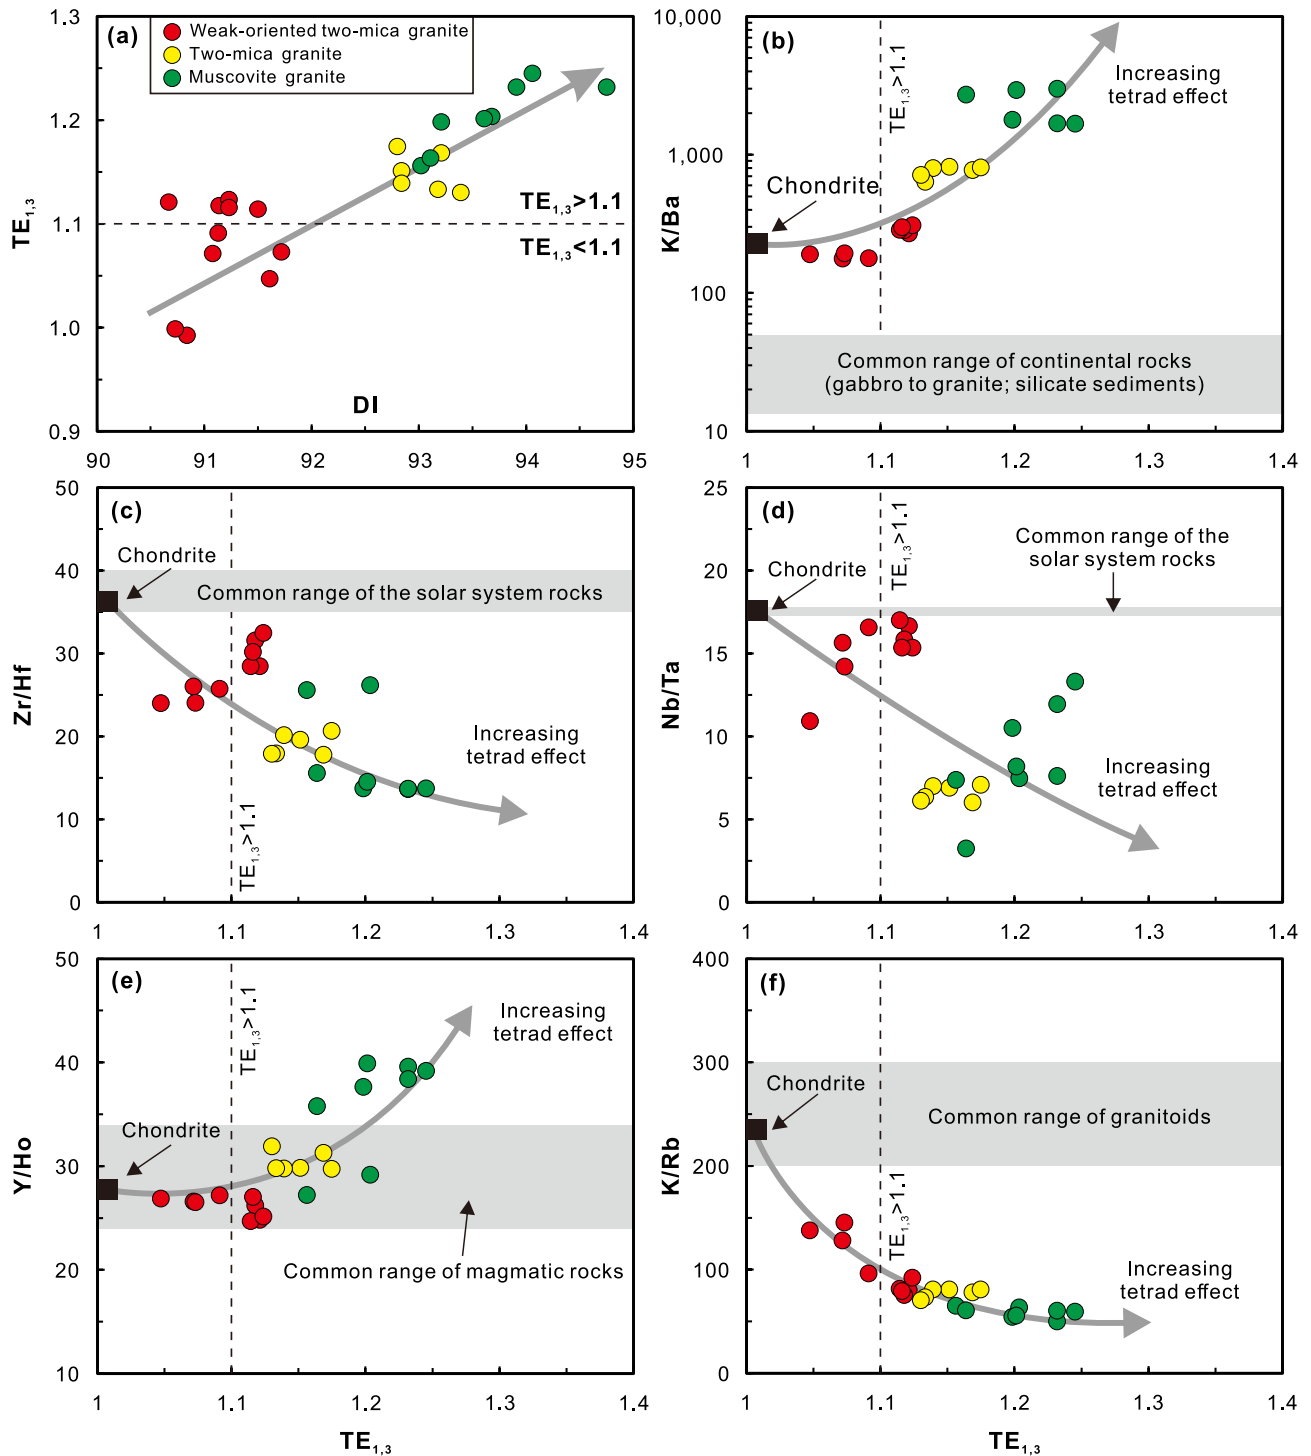 (a)
Weak-oriented two-mica granite
Two-mica granite
Muscovite granite
TE1,3>1.1
TE1,3<1.1
TE1,3
DI
1.3
1.2
1.1
1.0
0.9
90
91
92
93
94
95
(b)
TE1,3>1.1
Increasing
tetrad effect
Chondrite
Common range of continental rocks
(gabbro to granite; silicate sediments)
K/Ba
10,000
1,000
100
10
1
1.1
1.2
1.3
1.4
(c)
Chondrite
Common range of the solar system rocks
Increasing
tetrad effect
TE1,3>1.1
Zr/Hf
50
40
30
20
10
0
1
1.1
1.2
1.3
1.4
(d)
TE1,3>1.1
Common range of the
solar system rocks
Chondrite
Increasing
tetrad effect
Nb/Ta
25
20
15
10
5
0
1
1.1
1.2
1.3
1.4
(e)
TE1,3>1.1
Increasing
tetrad effect
Chondrite
Common range of magmatic rocks
Y/Ho
50
40
30
20
10
1
1.1
1.2
1.3
1.4
TE1,3
(f)
Chondrite
Common range of granitoids
TE1,3>1.1
Increasing
tetrad effect
K/Rb
400
300
200
100
0
1
1.1
1.2
1.3
1.4
TE1,3